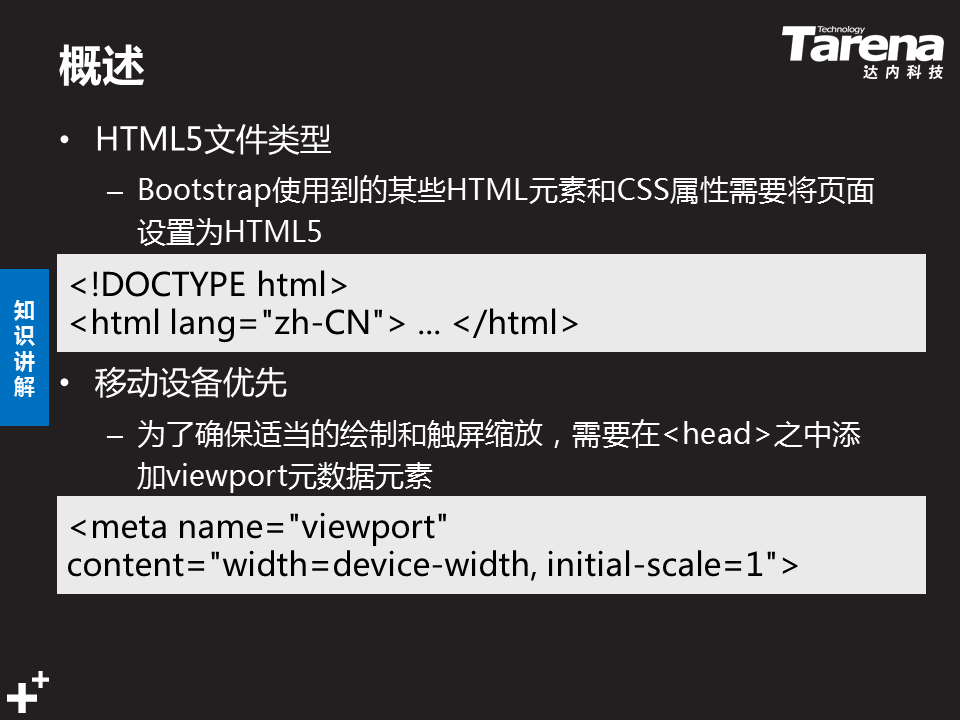 概述
Technology
Tarena
达内科技
• HTML5文件类型
– Bootstrap使用到的某些HTML元素和CSS属性需要将页面
设置为HTML5
<!DOCTYPE html>
<html lang="zh-CN"> ... </html>
知
识
讲
解
• 移动设备优先
– 为了确保适当的绘制和触屏缩放，需要在<head>之中添
加viewport元数据元素
<meta name="viewport"
content="width=device-width, initial-scale=1">